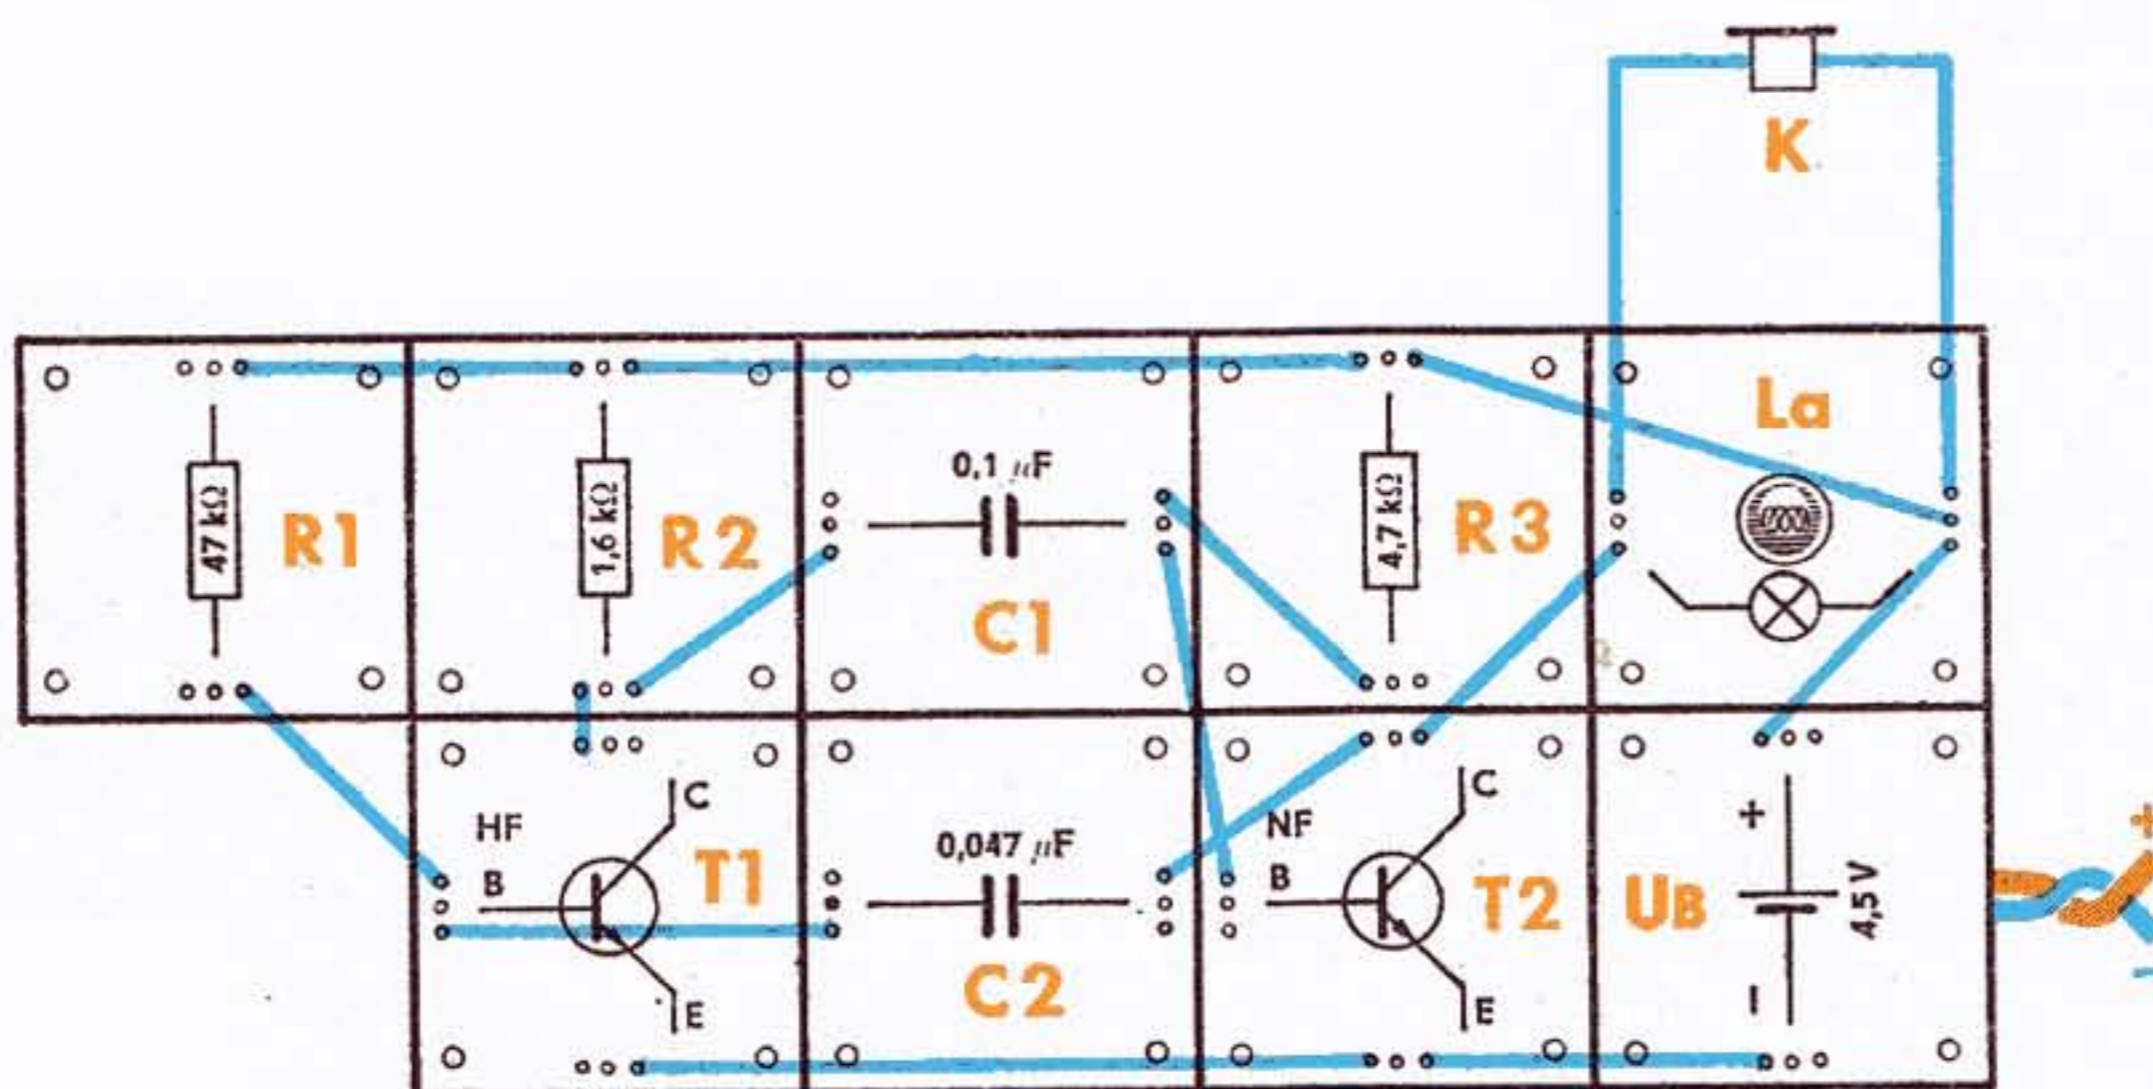 K
La
0,1 µF
47 kΩ
R1
1,6 kΩ
R2
C1
4,7 kΩ
R3
C
HF
B
T1
E
0,047 µF
C2
C
NF
B
T2
E
UB
+
4,5V
−
+
−